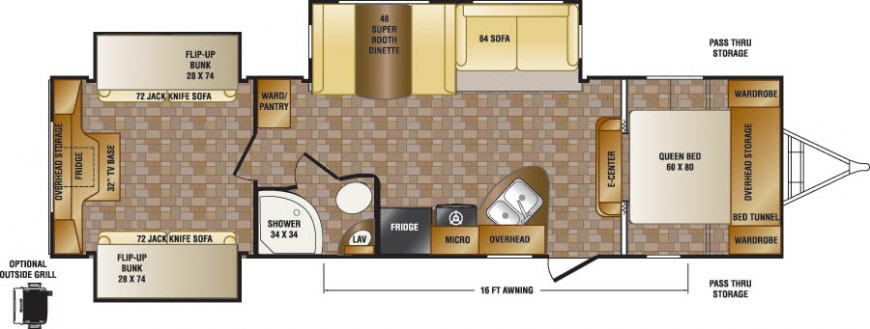 FLIP-UP
BUNK
28 X 74
72 JACK KNIFE SOFA
WARD/
PANTRY
46
SUPER
BOOTH
DINETTE
64 SOFA
PASS THRU
STORAGE
WARDROBE
OVERHEAD STORAGE
FRIDGE
32" TV BASE
E-CENTER
QUEEN BED
60 X 80
OVERHEAD STORAGE
BED TUNNEL
WARDROBE
SHOWER
34 X 34
LAV
FRIDGE
MICRO
OVERHEAD
72 JACK KNIFE SOFA
FLIP-UP
BUNK
28 X 74
OPTIONAL
OUTSIDE GRILL
16 FT AWNING
PASS THRU
STORAGE